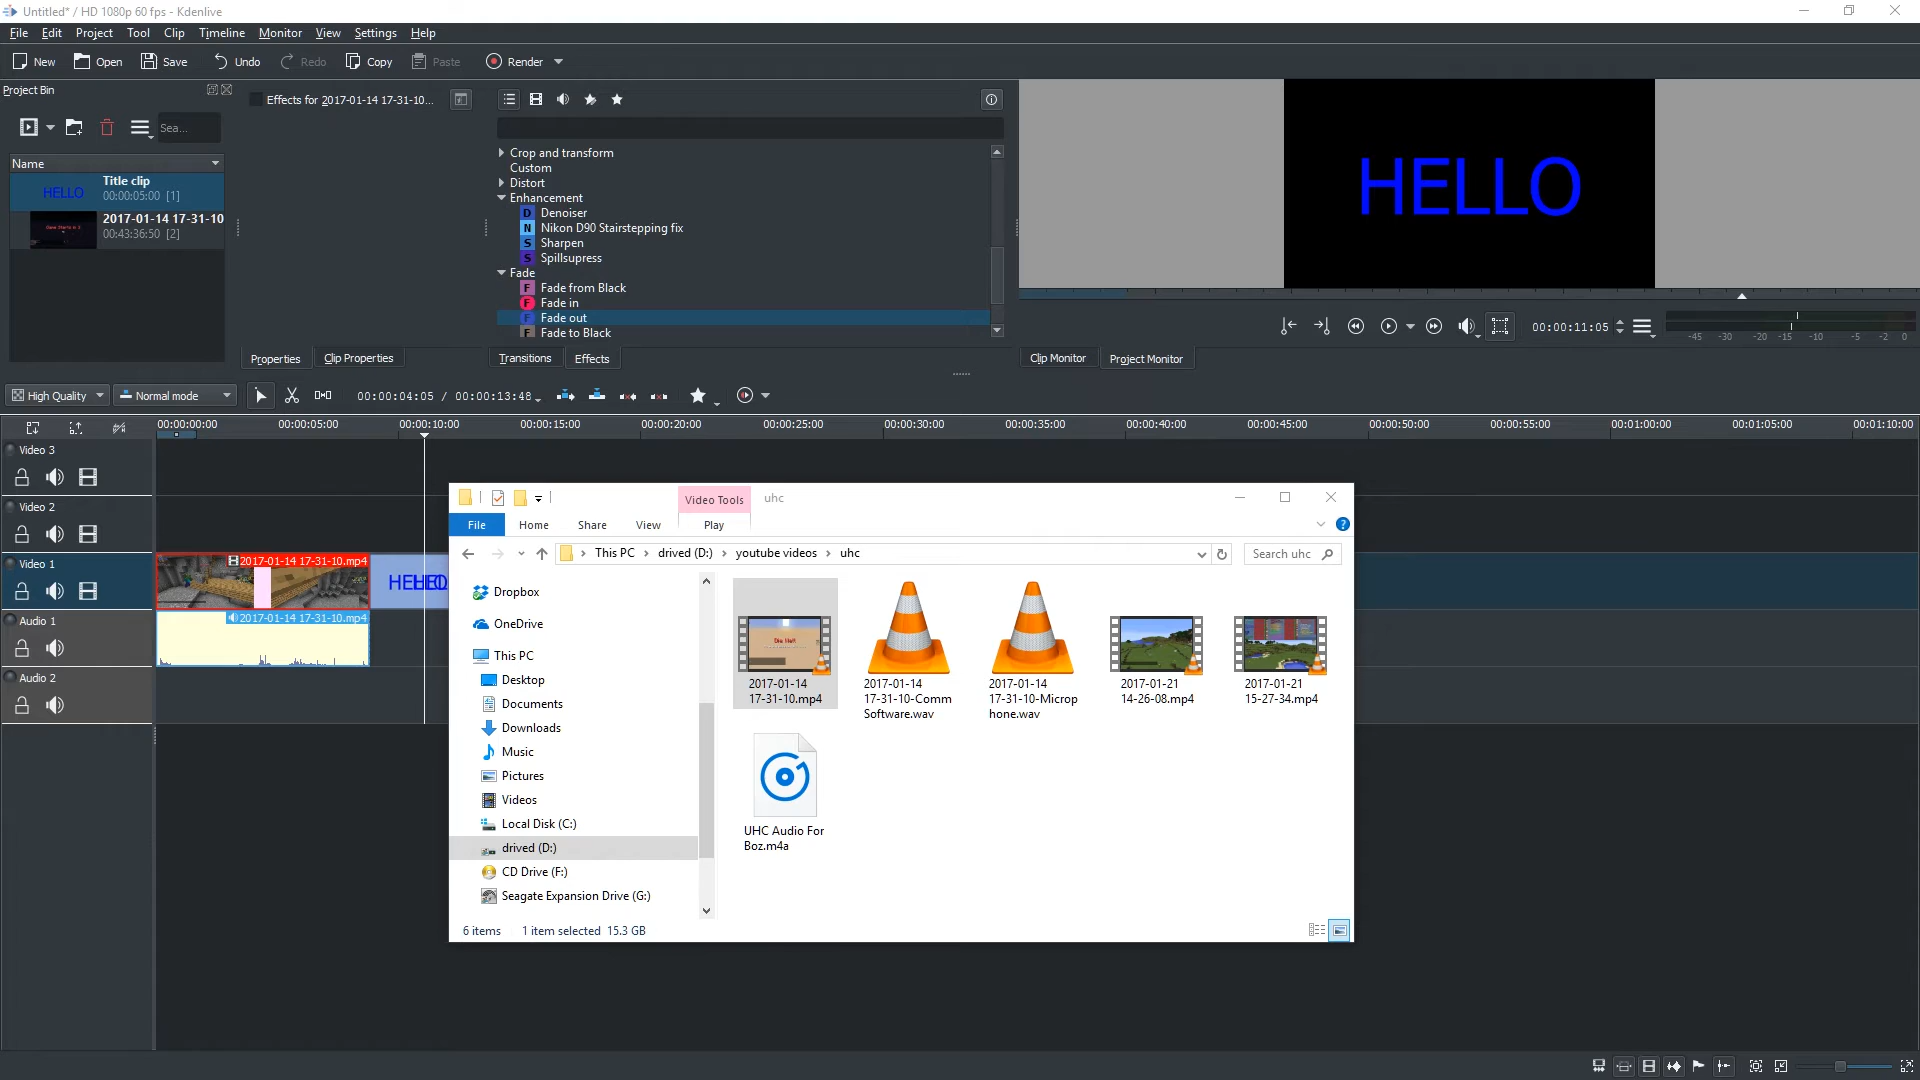 Untitled* / HD 1080p 60 fps - Kdenlive
File Edit Project Tool Clip Timeline Monitor View Settings Help
New Open Save Undo Redo Copy Paste Render
Project Bin
Effects for 2017-01-14 17-31-10...
Sea...
Name
HELLO
Title clip
00:00:05:00 [1]
2017-01-14 17-31-10
00:43:36:50 [2]
Crop and transform
Custom
Distort
Enhancement
D Denoiser
N Nikon D90 Stairstepping fix
S Sharpen
S Spillsupress
Fade
F Fade from Black
F Fade in
F Fade out
F Fade to Black
HELLO
00:00:11:05
-45 -30 -20 -15 -10 -5 -2 0
Properties Clip Properties
Transitions Effects
Clip Monitor Project Monitor
High Quality Normal mode
00:00:04:05 / 00:00:13:48
00:00:00:00 00:00:05:00 00:00:10:00 00:00:15:00 00:00:20:00 00:00:25:00 00:00:30:00 00:00:35:00 00:00:40:00 00:00:45:00 00:00:50:00 00:00:55:00 00:01:00:00 00:01:05:00 00:01:10:00
Video 3
Video 2
Video 1
2017-01-14 17-31-10.mp4
Audio 1
2017-01-14 17-31-10.mp4
Audio 2
Video Tools uhc
File Home Share View Play
This PC drived (D:) youtube videos uhc
Search uhc
Dropbox
OneDrive
This PC
Desktop
Documents
Downloads
Music
Pictures
Videos
Local Disk (C:)
drived (D:)
CD Drive (F:)
Seagate Expansion Drive (G:)
2017-01-14
17-31-10.mp4
2017-01-14
17-31-10-Comm
Software.wav
2017-01-14
17-31-10-Microp
hone.wav
2017-01-21
14-26-08.mp4
2017-01-21
15-27-34.mp4
UHC Audio For
Boz.m4a
6 items 1 item selected 15.3 GB